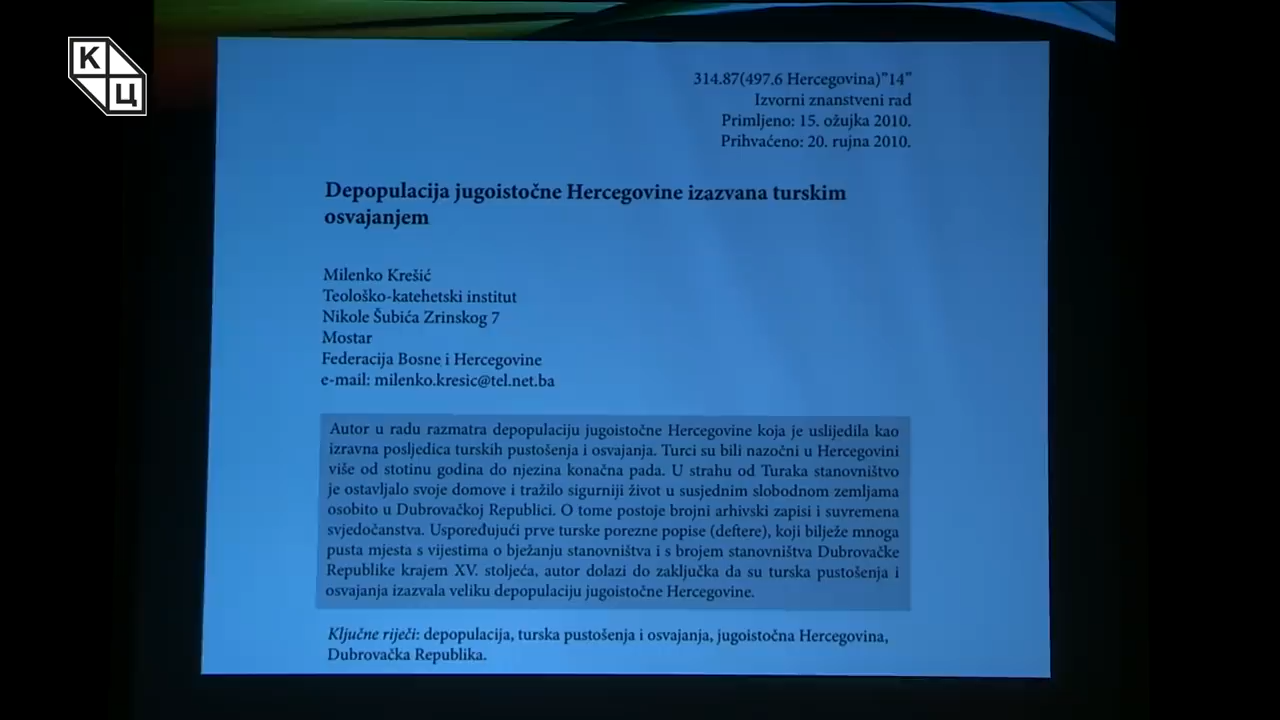 К
Ц
314.87(497.6 Hercegovina)"14"
Izvorni znanstveni rad
Primljeno: 15. ožujka 2010.
Prihvaćeno: 20. rujna 2010.
Depopulacija jugoistočne Hercegovine izazvana turskim
osvajanjem
Milenko Krešić
Teološko-katehetski institut
Nikole Šubića Zrinskog 7
Mostar
Federacija Bosne i Hercegovine
e-mail: milenko.kresic@tel.net.ba
Autor u radu razmatra depopulaciju jugoistočne Hercegovine koja je uslijedila kao
izravna posljedica turskih pustošenja i osvajanja. Turci su bili nazočni u Hercegovini
više od stotinu godina do njezina konačna pada. U strahu od Turaka stanovništvo
je ostavljalo svoje domove i tražilo sigurniji život u susjednim slobodnom zemljama
osobito u Dubrovačkoj Republici. O tome postoje brojni arhivski zapisi i suvremena
svjedočanstva. Uspoređujući prve turske porezne popise (deftere), koji bilježe mnoga
pusta mjesta s vijestima o bježanju stanovništva i s brojem stanovništva Dubrovačke
Republike krajem XV. stoljeća, autor dolazi do zaključka da su turska pustošenja i
osvajanja izazvala veliku depopulaciju jugoistočne Hercegovine.
Ključne riječi: depopulacija, turska pustošenja i osvajanja, jugoistočna Hercegovina,
Dubrovačka Republika.